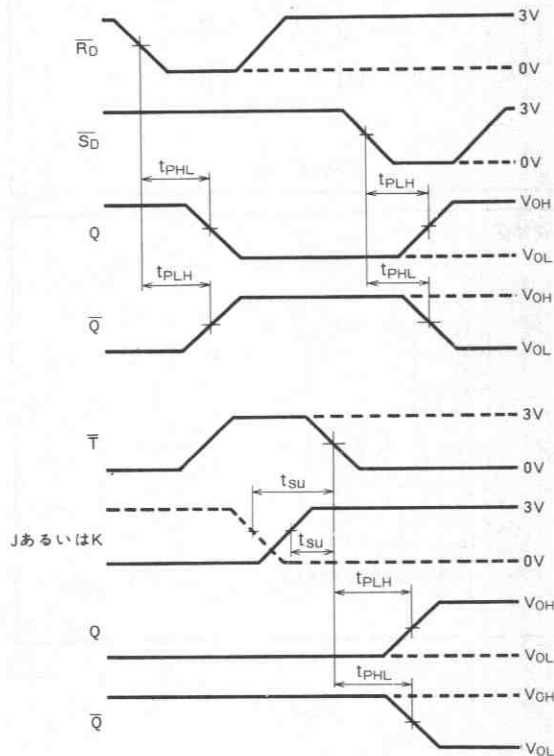 3V
R̅D̅
0V
3V
S̅D̅
0V
tPHL
tPLH
VOH
Q
VOL
tPLH
tPHL
VOH
Q̅
VOL
3V
T̅
0V
tsu
3V
JあるいはK
tsu
0V
tPLH
VOH
Q
VOL
tPHL
VOH
Q̅
VOL